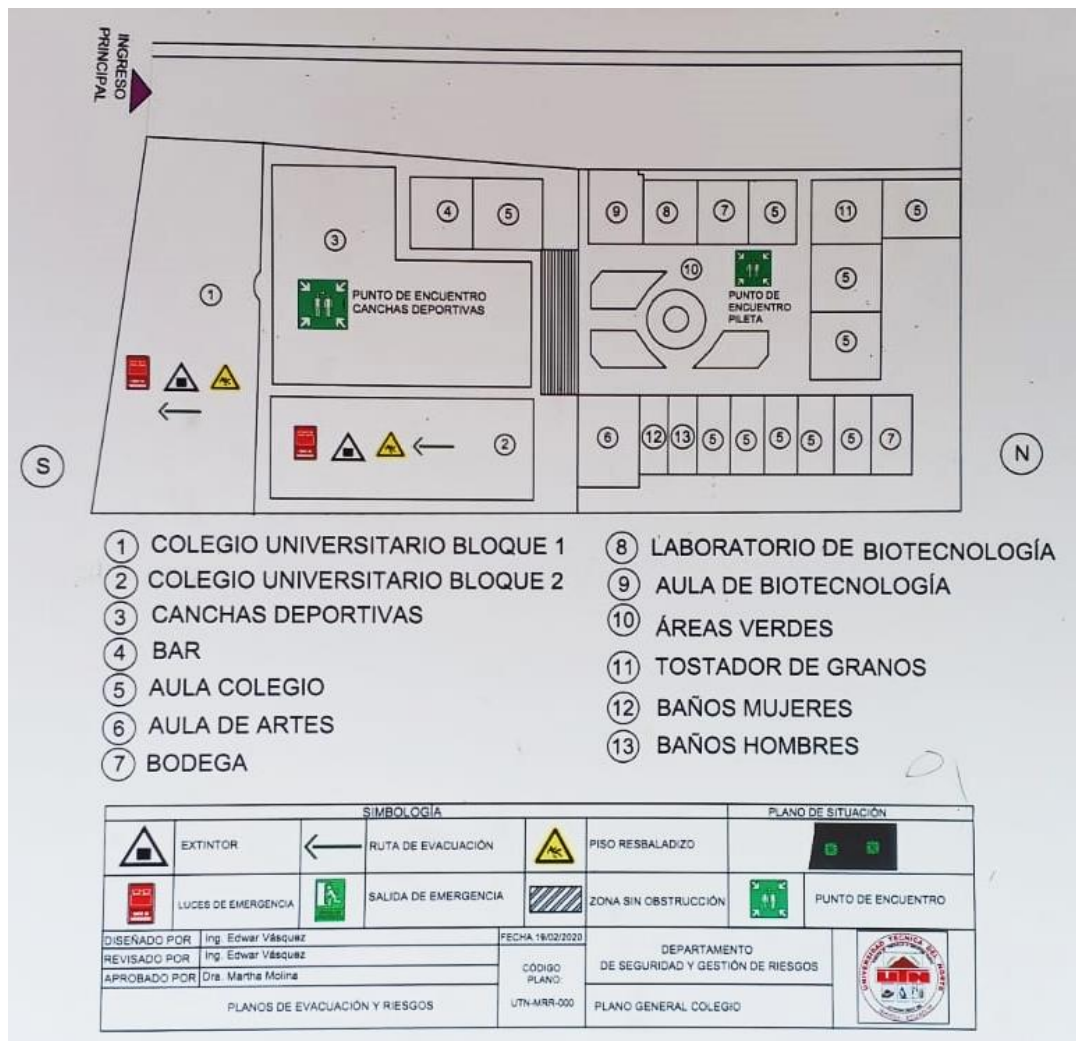 INGRESO
PRINCIPAL
4
5
9
8
7
5
11
5
3
10
5
1
PUNTO DE ENCUENTRO
CANCHAS DEPORTIVAS
PUNTO DE
ENCUENTRO
PILETA
5
2
6
12
13
5
5
5
5
5
7
S
N
1 COLEGIO UNIVERSITARIO BLOQUE 1
2 COLEGIO UNIVERSITARIO BLOQUE 2
3 CANCHAS DEPORTIVAS
4 BAR
5 AULA COLEGIO
6 AULA DE ARTES
7 BODEGA
8 LABORATORIO DE BIOTECNOLOGÍA
9 AULA DE BIOTECNOLOGÍA
10 ÁREAS VERDES
11 TOSTADOR DE GRANOS
12 BAÑOS MUJERES
13 BAÑOS HOMBRES
SIMBOLOGÍA
PLANO DE SITUACIÓN
EXTINTOR
RUTA DE EVACUACIÓN
PISO RESBALADIZO
LUCES DE EMERGENCIA
SALIDA DE EMERGENCIA
ZONA SIN OBSTRUCCIÓN
PUNTO DE ENCUENTRO
DISEÑADO POR Ing. Edwar Vásquez
REVISADO POR Ing. Edwar Vásquez
APROBADO POR Dra. Martha Molina
PLANOS DE EVACUACIÓN Y RIESGOS
FECHA 19/02/2020
CÓDIGO
PLANO:
UTN-MRR-000
DEPARTAMENTO
DE SEGURIDAD Y GESTIÓN DE RIESGOS
PLANO GENERAL COLEGIO
UNIVERSIDAD TECNICA DEL NORTE
UTN